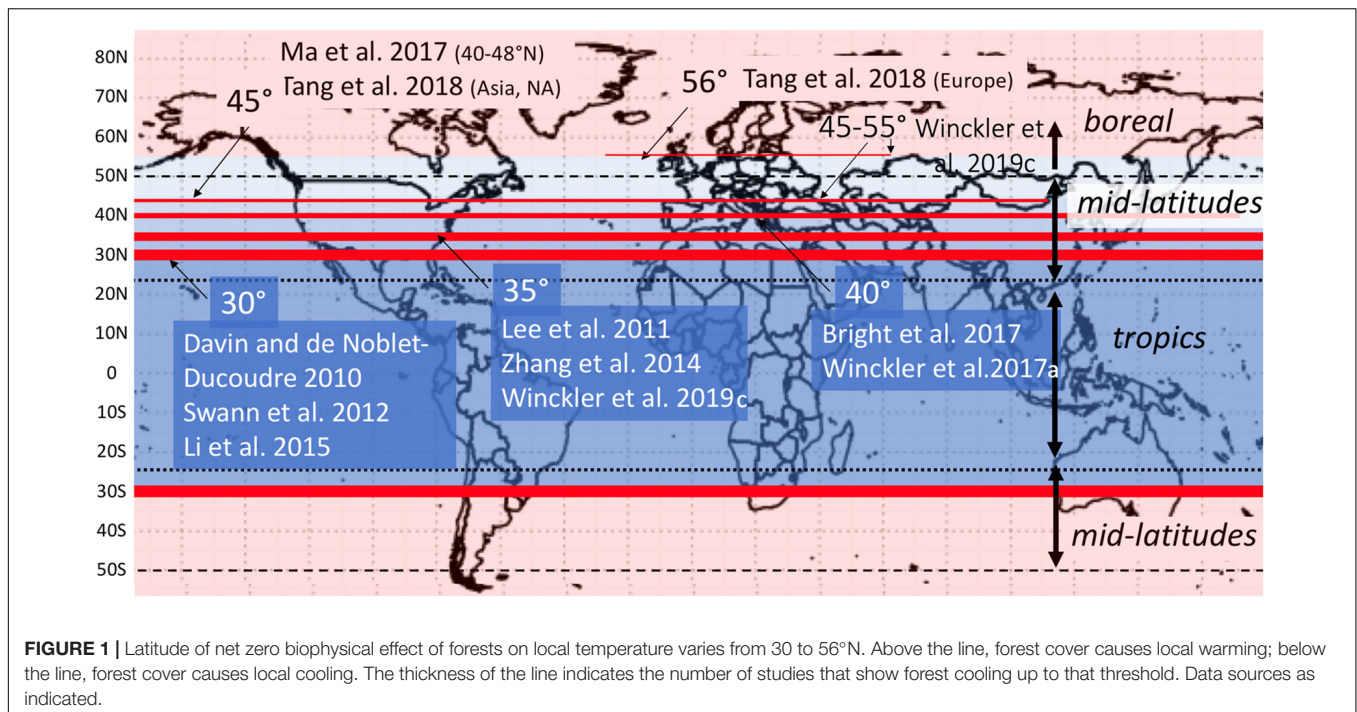 80N
70N
60N
50N
40N
30N
20N
10N
0
10S
20S
30S
40S
50S
Ma et al. 2017 (40-48°N)
Tang et al. 2018 (Asia, NA)
45°
56°
Tang et al. 2018 (Europe)
45-55° Winckler et
al. 2019c
boreal
mid-latitudes
tropics
mid-latitudes
30°
Davin and de Noblet-
Ducoudre 2010
Swann et al. 2012
Li et al. 2015
35°
Lee et al. 2011
Zhang et al. 2014
Winckler et al. 2019c
40°
Bright et al. 2017
Winckler et al.2017a
FIGURE 1 | Latitude of net zero biophysical effect of forests on local temperature varies from 30 to 56°N. Above the line, forest cover causes local warming; below
the line, forest cover causes local cooling. The thickness of the line indicates the number of studies that show forest cooling up to that threshold. Data sources as
indicated.